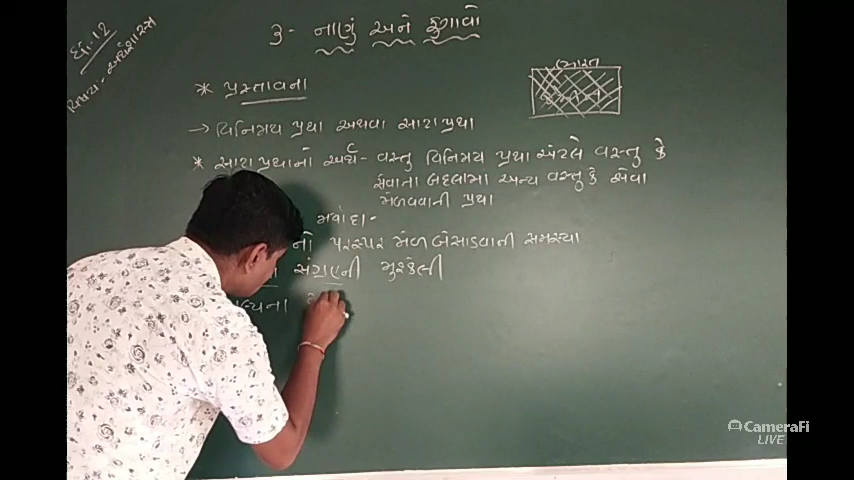 ધો.12
વિષય:- અર્થશાસ્ત્ર
3- નાણું અને ફુગાવો
* પ્રસ્તાવના
→ વિનિમય પ્રથા અથવા સાટા પ્રથા
* સાટા પ્રથાનો અર્થ - વસ્તુ વિનિમય પ્રથા એટલે વસ્તુ કે
સેવાના બદલામાં અન્ય વસ્તુ કે સેવા
મેળવવાની પ્રથા
મર્યાદા -
નો પરસ્પર મેળ બેસાડવાની સમસ્યા
સંગ્રહની મુશ્કેલી
મૂલ્યના
CameraFi
LIVE